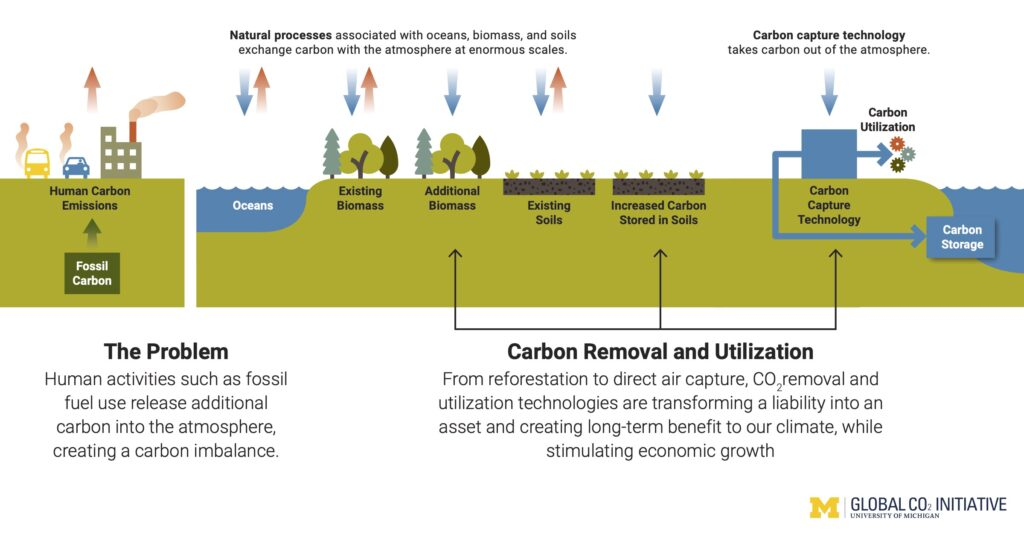 Natural processes associated with oceans, biomass, and soils
exchange carbon with the atmosphere at enormous scales.
Carbon capture technology
takes carbon out of the atmosphere.
Carbon
Utilization
Human Carbon
Emissions
Fossil
Carbon
Oceans
Existing
Biomass
Additional
Biomass
Existing
Soils
Increased Carbon
Stored in Soils
Carbon
Capture
Technology
Carbon
Storage
The Problem
Human activities such as fossil
fuel use release additional
carbon into the atmosphere,
creating a carbon imbalance.
Carbon Removal and Utilization
From reforestation to direct air capture, CO₂removal and
utilization technologies are transforming a liability into an
asset and creating long-term benefit to our climate, while
stimulating economic growth
M
GLOBAL CO₂ INITIATIVE
UNIVERSITY OF MICHIGAN